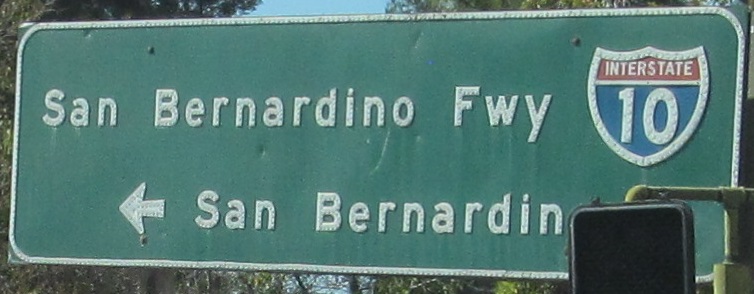 San Bernardino Fwy
INTERSTATE
10
San Bernardin